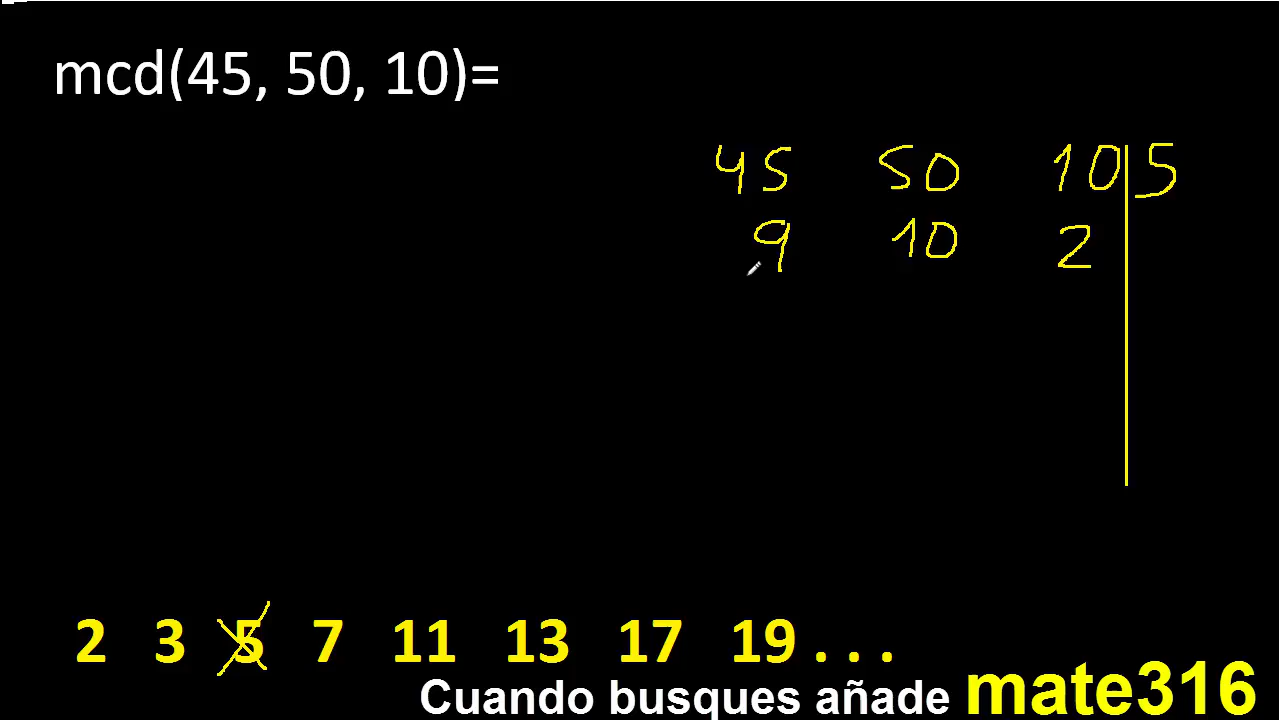 mcd(45, 50, 10)=
45 50 10 5
9 10 2
2 3 5 7 11 13 17 19 . . .
Cuando busques añade mate316